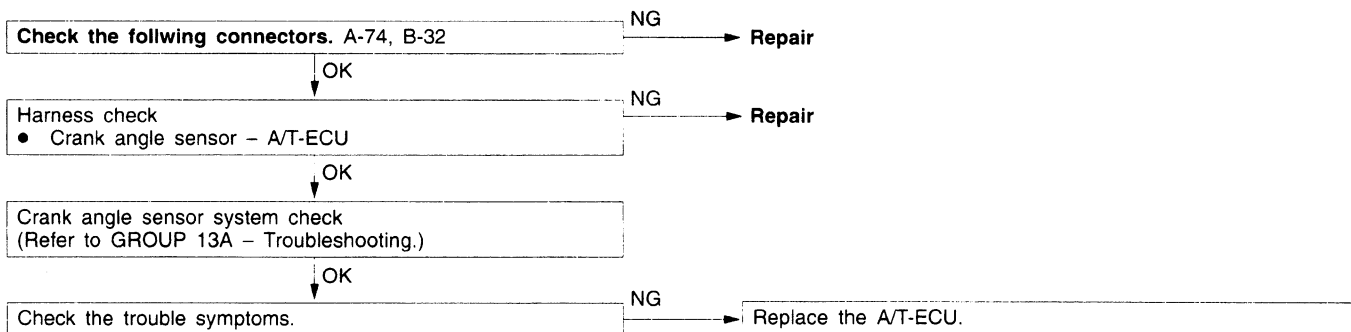 Check the follwing connectors. A-74, B-32
NG
Repair
OK
Harness check
● Crank angle sensor – A/T-ECU
NG
Repair
OK
Crank angle sensor system check
(Refer to GROUP 13A – Troubleshooting.)
OK
Check the trouble symptoms.
NG
Replace the A/T-ECU.